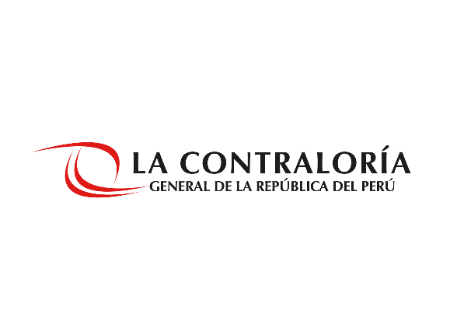 LA CONTRALORÍA
GENERAL DE LA REPÚBLICA DEL PERÚ